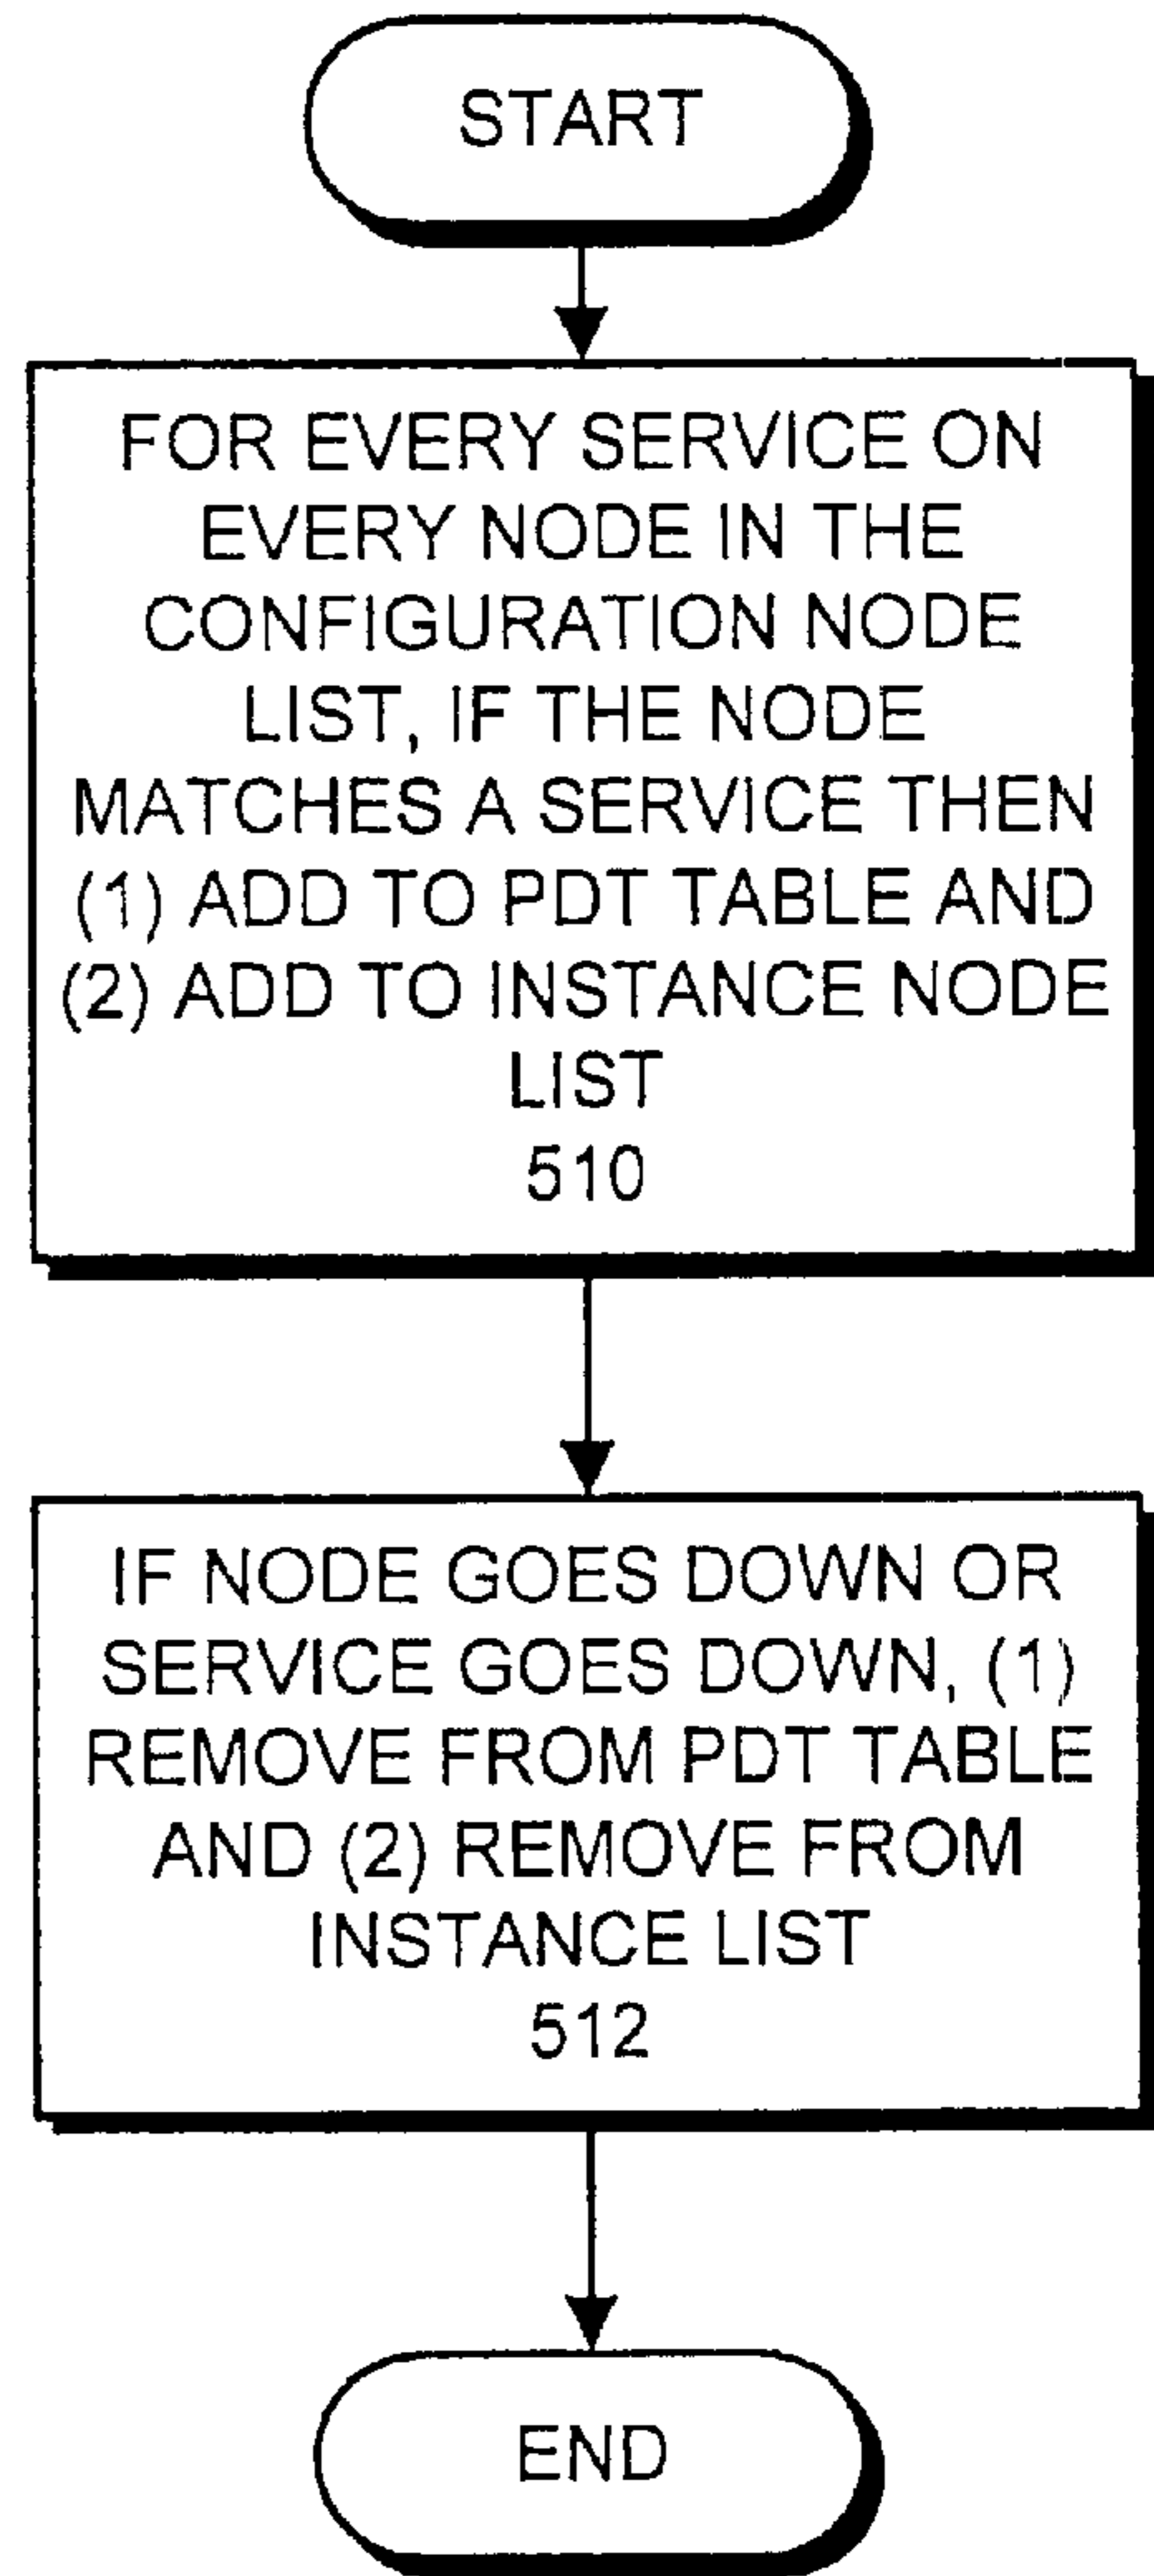 START
FOR EVERY SERVICE ON
EVERY NODE IN THE
CONFIGURATION NODE
LIST, IF THE NODE
MATCHES A SERVICE THEN
(1) ADD TO PDT TABLE AND
(2) ADD TO INSTANCE NODE
LIST
510
IF NODE GOES DOWN OR
SERVICE GOES DOWN, (1)
REMOVE FROM PDT TABLE
AND (2) REMOVE FROM
INSTANCE LIST
512
END